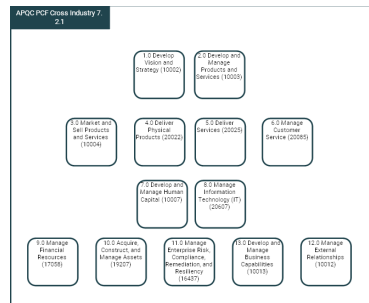 APQC PCF Cross Industry 7.
2.1
1.0 Develop
Vision and
Strategy (10002)
2.0 Develop and
Manage
Products and
Services (10003)
3.0 Market and
Sell Products
and Services
(10004)
4.0 Deliver
Physical
Products (20022)
5.0 Deliver
Services (20025)
6.0 Manage
Customer
Service (20085)
7.0 Develop and
Manage Human
Capital (10007)
8.0 Manage
Information
Technology (IT)
(20607)
9.0 Manage
Financial
Resources
(17058)
10.0 Acquire,
Construct, and
Manage Assets
(19207)
11.0 Manage
Enterprise Risk,
Compliance,
Remediation, and
Resiliency
(16437)
13.0 Develop and
Manage
Business
Capabilities
(10013)
12.0 Manage
External
Relationships
(10012)